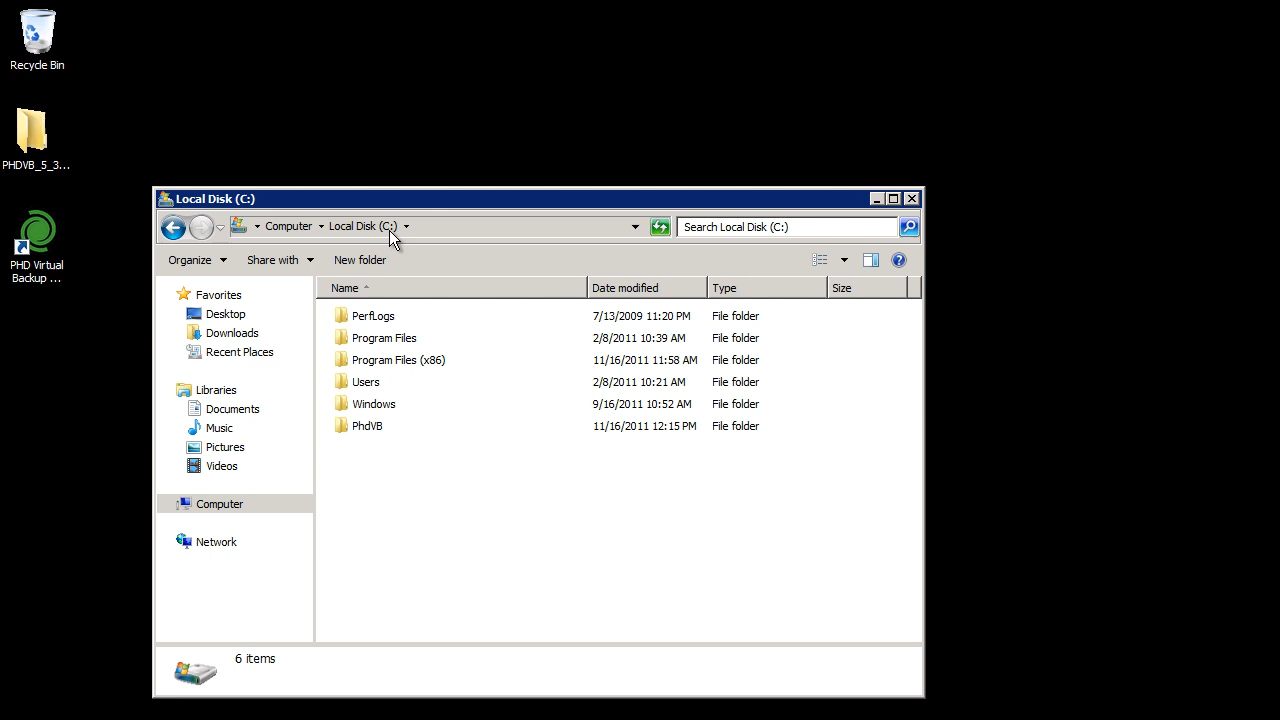 Recycle Bin
PHDVB_5_3...
PHD Virtual
Backup ...
Local Disk (C:)
Computer Local Disk (C:)
Search Local Disk (C:)
Organize Share with New folder
Name Date modified Type Size
Favorites
Desktop
Downloads
Recent Places
Libraries
Documents
Music
Pictures
Videos
Computer
Network
PerfLogs 7/13/2009 11:20 PM File folder
Program Files 2/8/2011 10:39 AM File folder
Program Files (x86) 11/16/2011 11:58 AM File folder
Users 2/8/2011 10:21 AM File folder
Windows 9/16/2011 10:52 AM File folder
PhdVB 11/16/2011 12:15 PM File folder
6 items